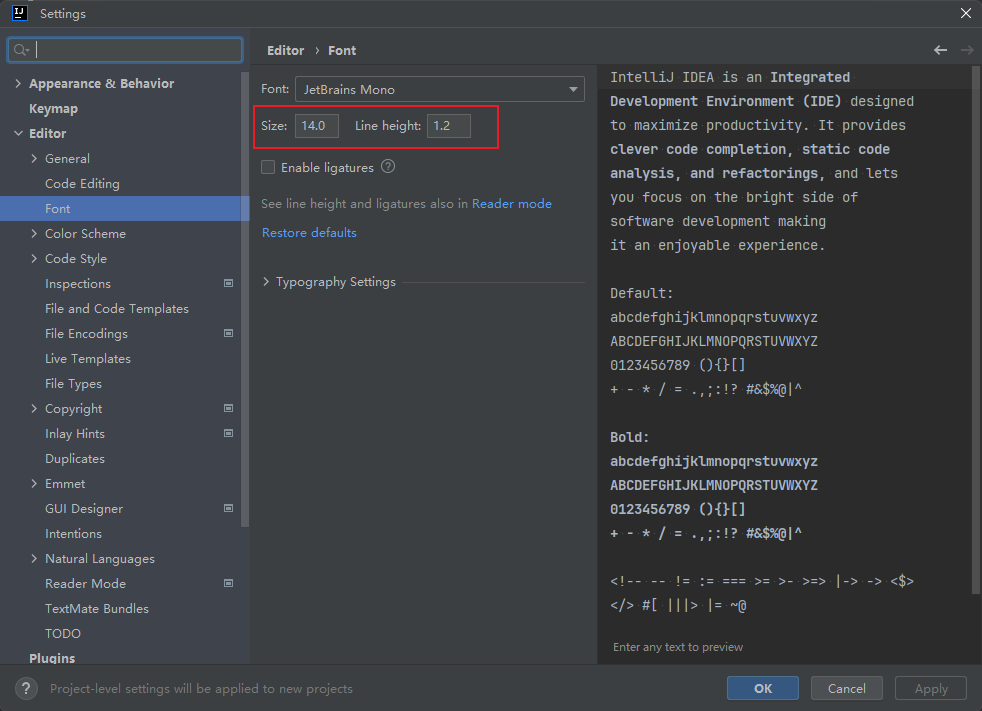 IJ
Settings
Appearance & Behavior
Keymap
Editor
General
Code Editing
Font
Color Scheme
Code Style
Inspections
File and Code Templates
File Encodings
Live Templates
File Types
Copyright
Inlay Hints
Duplicates
Emmet
GUI Designer
Intentions
Natural Languages
Reader Mode
TextMate Bundles
TODO
Plugins
Editor › Font
Font: JetBrains Mono
Size: 14.0 Line height: 1.2
Enable ligatures ?
See line height and ligatures also in Reader mode
Restore defaults
Typography Settings
IntelliJ IDEA is an Integrated
Development Environment (IDE) designed
to maximize productivity. It provides
clever code completion, static code
analysis, and refactorings, and lets
you focus on the bright side of
software development making
it an enjoyable experience.
Default:
abcdefghijklmnopqrstuvwxyz
ABCDEFGHIJKLMNOPQRSTUVWXYZ
0123456789 (){}[]
+ - * / = .,;:!? #&$%@|^
Bold:
abcdefghijklmnopqrstuvwxyz
ABCDEFGHIJKLMNOPQRSTUVWXYZ
0123456789 (){}[]
+ - * / = .,;:!? #&$%@|^
<!-- -- != := === >= >- >=> |-> -> <$>
</> #[ |||> |= ~@
Enter any text to preview
? Project-level settings will be applied to new projects
OK Cancel Apply